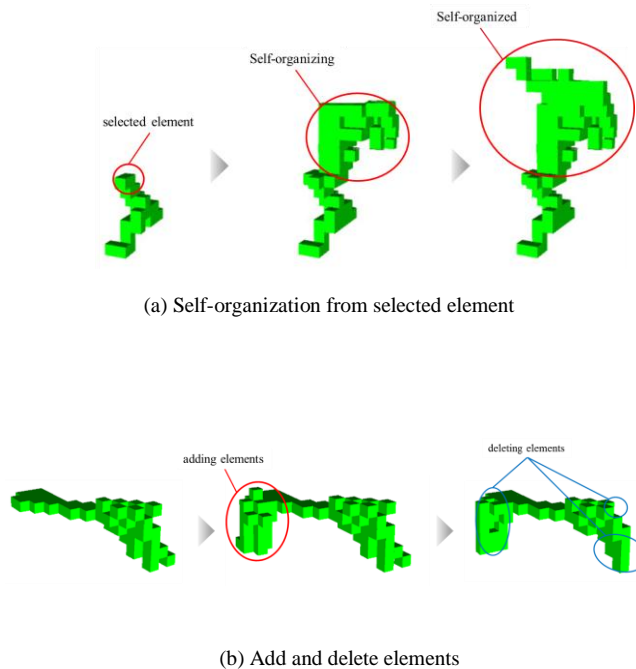 Self-organized
Self-organizing
selected element
(a) Self-organization from selected element
adding elements
deleting elements
(b) Add and delete elements